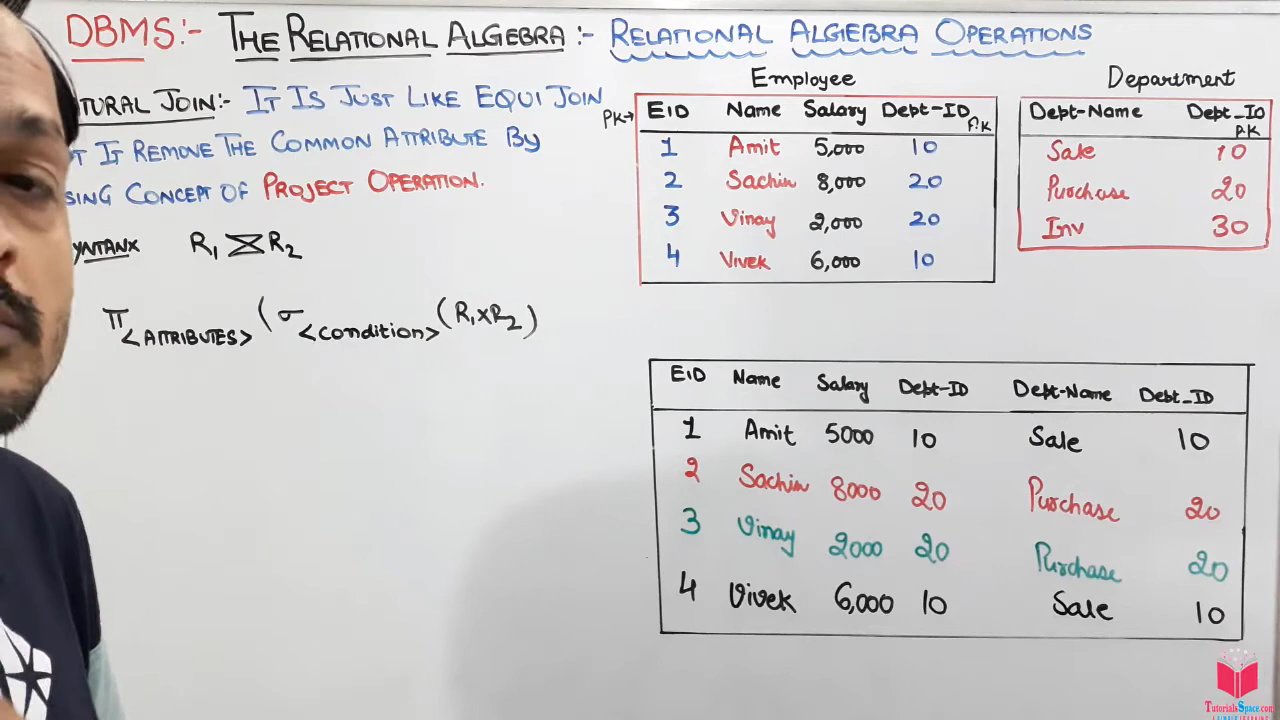 DBMS:- THE RELATIONAL ALGEBRA:- RELATIONAL ALGEBRA OPERATIONS
TURAL JOIN:- IT IS JUST LIKE EQUI JOIN
T IT REMOVE THE COMMON ATTRIBUTE BY
SING CONCEPT OF PROJECT OPERATION.
YNTANX R₁ ⋈ R₂
π<ATTRIBUTES> (σ<condition> (R₁×R₂)
Employee
PK→ EID Name Salary Dept-ID F.K
1 Amit 5,000 10
2 Sachin 8,000 20
3 Vinay 2,000 20
4 Vivek 6,000 10
Department
Dept-Name Dept_ID P.K
Sale 10
Purchase 20
Inv 30
EID Name Salary Dept-ID Dept-Name Dept_ID
1 Amit 5000 10 Sale 10
2 Sachin 8000 20 Purchase 20
3 Vinay 2000 20 Purchase 20
4 Vivek 6,000 10 Sale 10
TutorialsSpace.com